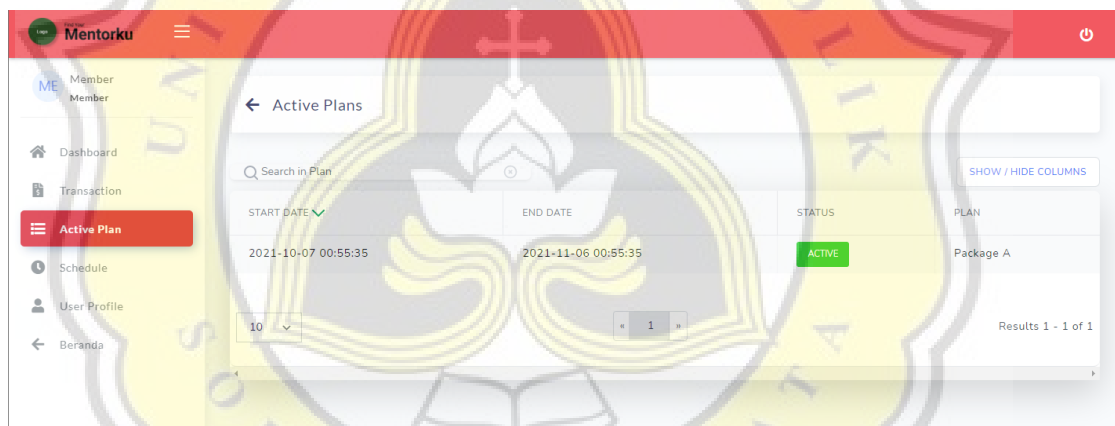 Logo
Find Your
Mentorku
ME
Member
Member
Dashboard
Transaction
Active Plan
Schedule
User Profile
Beranda
Active Plans
Search in Plan
SHOW / HIDE COLUMNS
START DATE END DATE STATUS PLAN
2021-10-07 00:55:35 2021-11-06 00:55:35 ACTIVE Package A
10 « 1 » Results 1 - 1 of 1